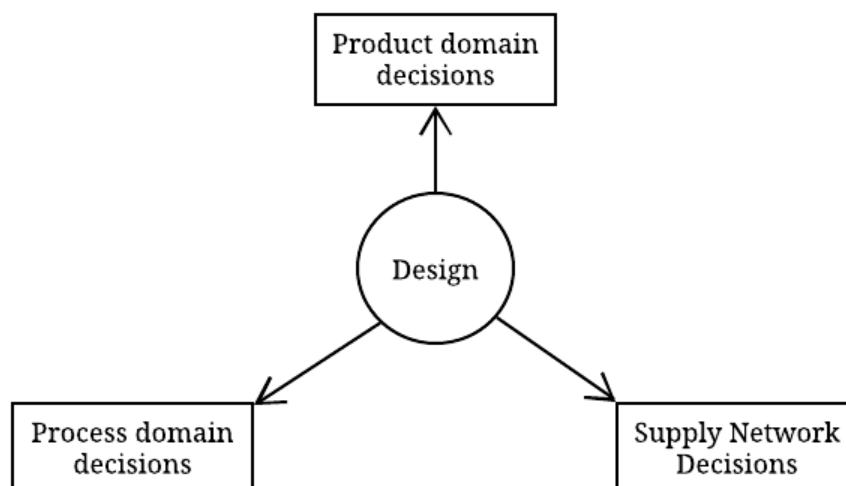 Product domain
decisions
Design
Process domain
decisions
Supply Network
Decisions